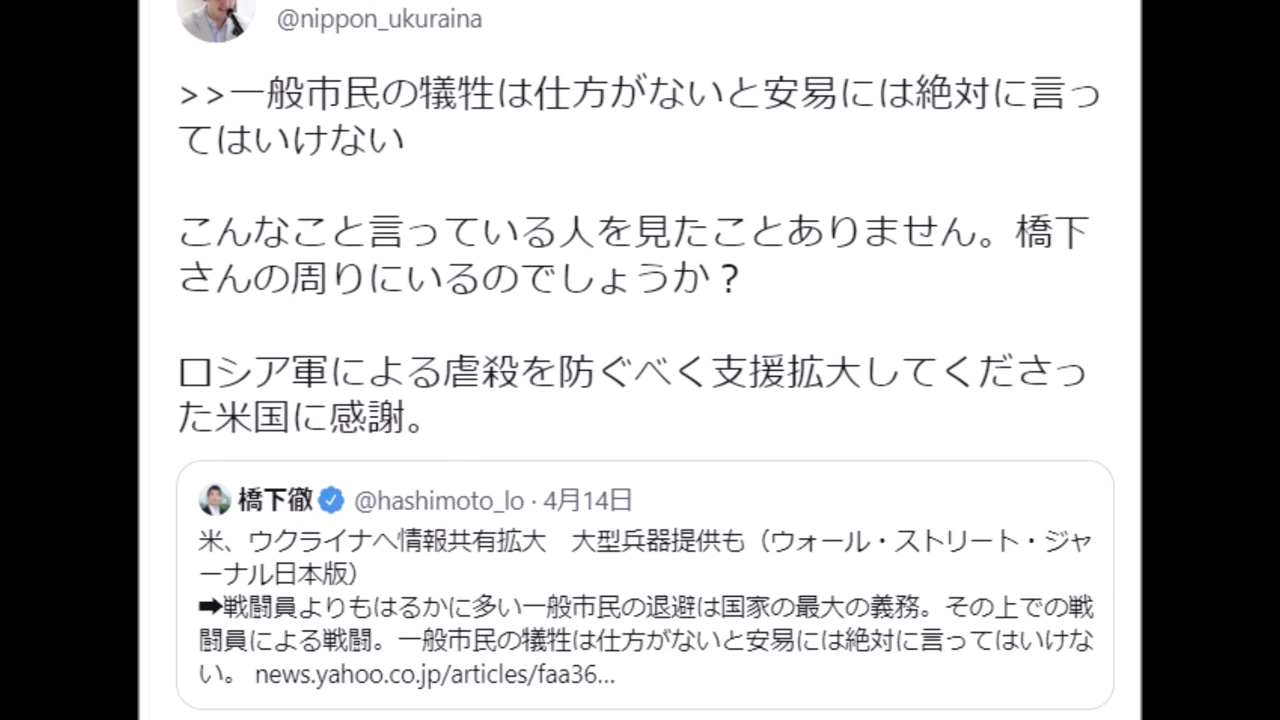 @nippon_ukuraina
>>一般市民の犠牲は仕方がないと安易には絶対に言っ
てはいけない
こんなこと言っている人を見たことありません。橋下
さんの周りにいるのでしょうか？
ロシア軍による虐殺を防ぐべく支援拡大してくださっ
た米国に感謝。
橋下徹 @hashimoto_lo · 4月14日
米、ウクライナへ情報共有拡大　大型兵器提供も（ウォール・ストリート・ジャ
ーナル日本版）
➡戦闘員よりもはるかに多い一般市民の退避は国家の最大の義務。その上での戦
闘員による戦闘。一般市民の犠牲は仕方がないと安易には絶対に言ってはいけな
い。 news.yahoo.co.jp/articles/faa36...